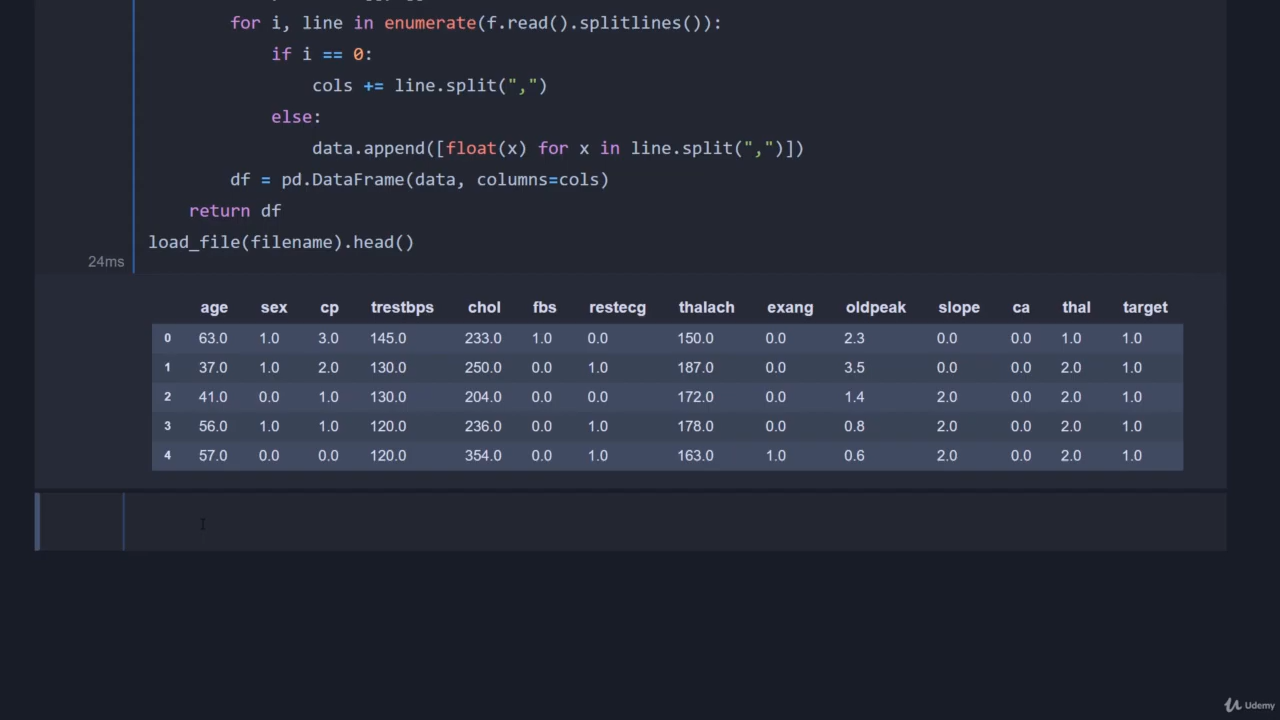 for i, line in enumerate(f.read().splitlines()):
if i == 0:
cols += line.split(",")
else:
data.append([float(x) for x in line.split(",")])
df = pd.DataFrame(data, columns=cols)
return df
load_file(filename).head()
24ms
age sex cp trestbps chol fbs restecg thalach exang oldpeak slope ca thal target
0 63.0 1.0 3.0 145.0 233.0 1.0 0.0 150.0 0.0 2.3 0.0 0.0 1.0 1.0
1 37.0 1.0 2.0 130.0 250.0 0.0 1.0 187.0 0.0 3.5 0.0 0.0 2.0 1.0
2 41.0 0.0 1.0 130.0 204.0 0.0 0.0 172.0 0.0 1.4 2.0 0.0 2.0 1.0
3 56.0 1.0 1.0 120.0 236.0 0.0 1.0 178.0 0.0 0.8 2.0 0.0 2.0 1.0
4 57.0 0.0 0.0 120.0 354.0 0.0 1.0 163.0 1.0 0.6 2.0 0.0 2.0 1.0
Udemy